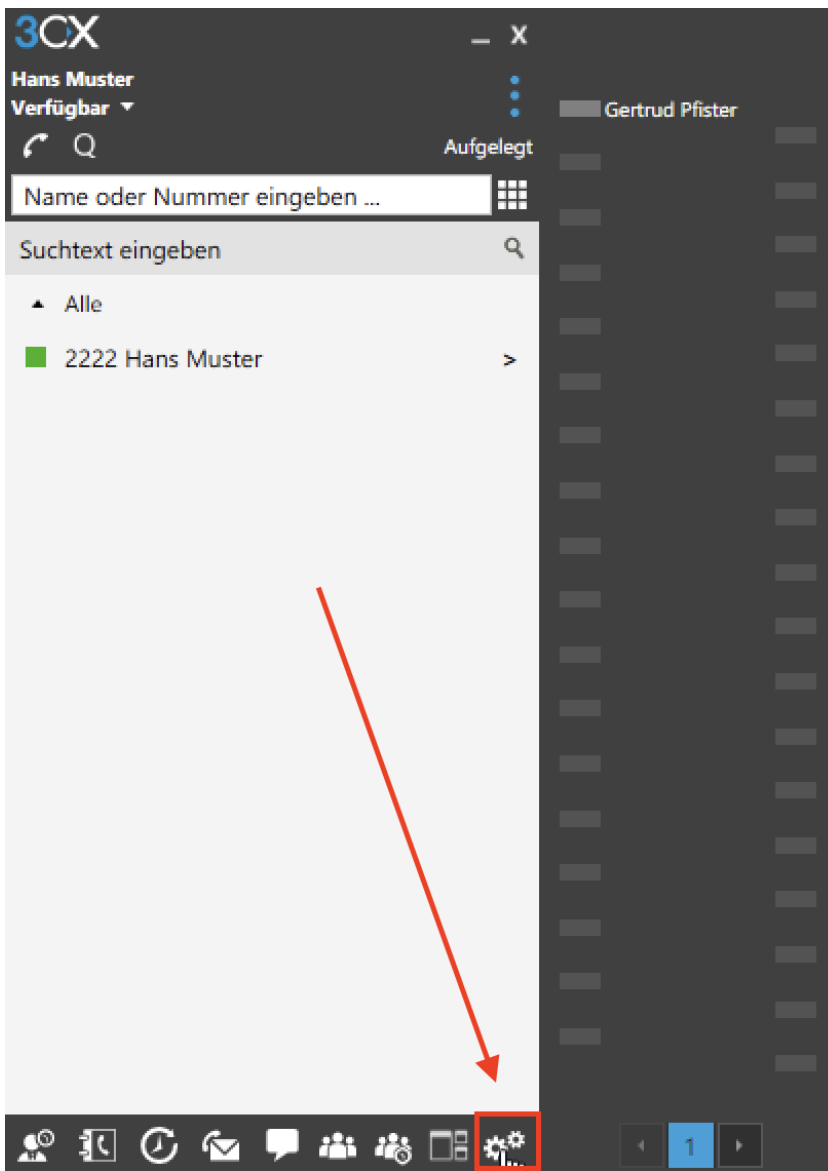 3CX
_ X
Hans Muster
Verfügbar
Gertrud Pfister
Q
Aufgelegt
Name oder Nummer eingeben ...
Suchtext eingeben
Alle
2222 Hans Muster >
1